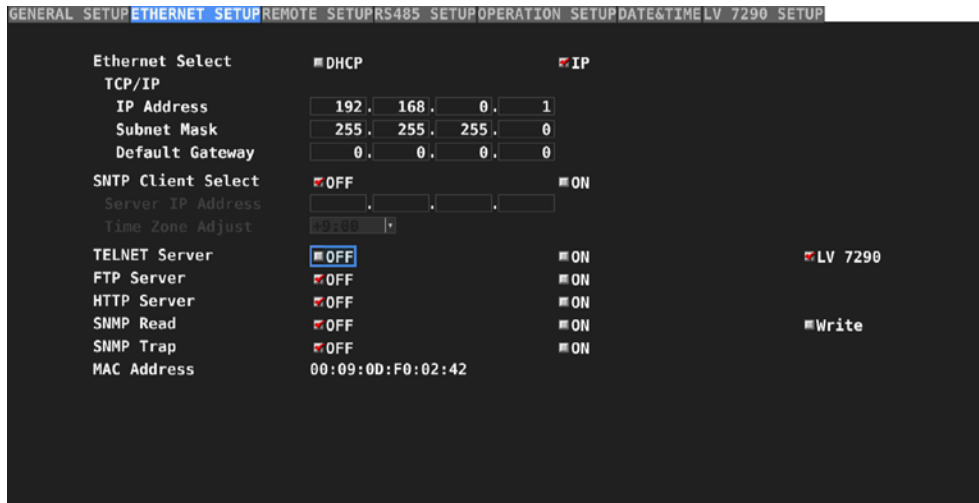 GENERAL SETUP ETHERNET SETUP REMOTE SETUP RS485 SETUP OPERATION SETUP DATE&TIME LV 7290 SETUP
Ethernet Select DHCP IP
TCP/IP
IP Address 192. 168. 0. 1
Subnet Mask 255. 255. 255. 0
Default Gateway 0. 0. 0. 0
SNTP Client Select OFF ON
Server IP Address . . .
Time Zone Adjust +9:00
TELNET Server OFF ON LV 7290
FTP Server OFF ON
HTTP Server OFF ON
SNMP Read OFF ON Write
SNMP Trap OFF ON
MAC Address 00:09:0D:F0:02:42